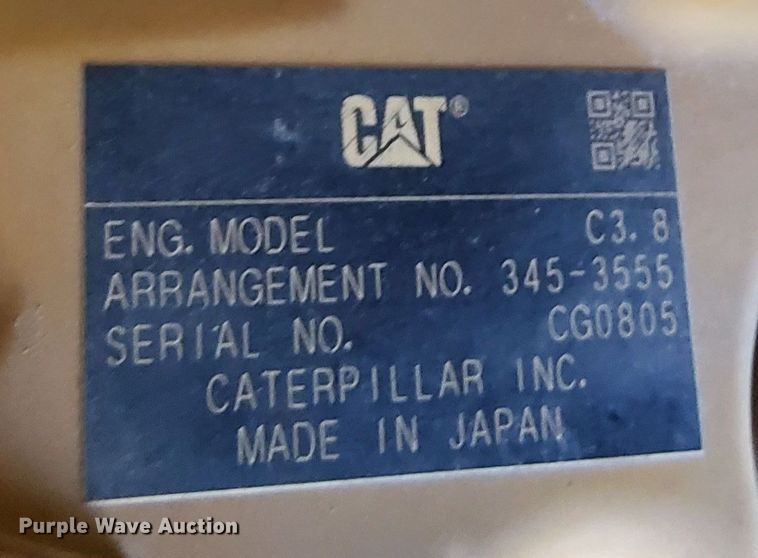 CAT®
ENG. MODEL C3.8
ARRANGEMENT NO. 345-3555
SERIAL NO. CG0805
CATERPILLAR INC.
MADE IN JAPAN
Purple Wave Auction